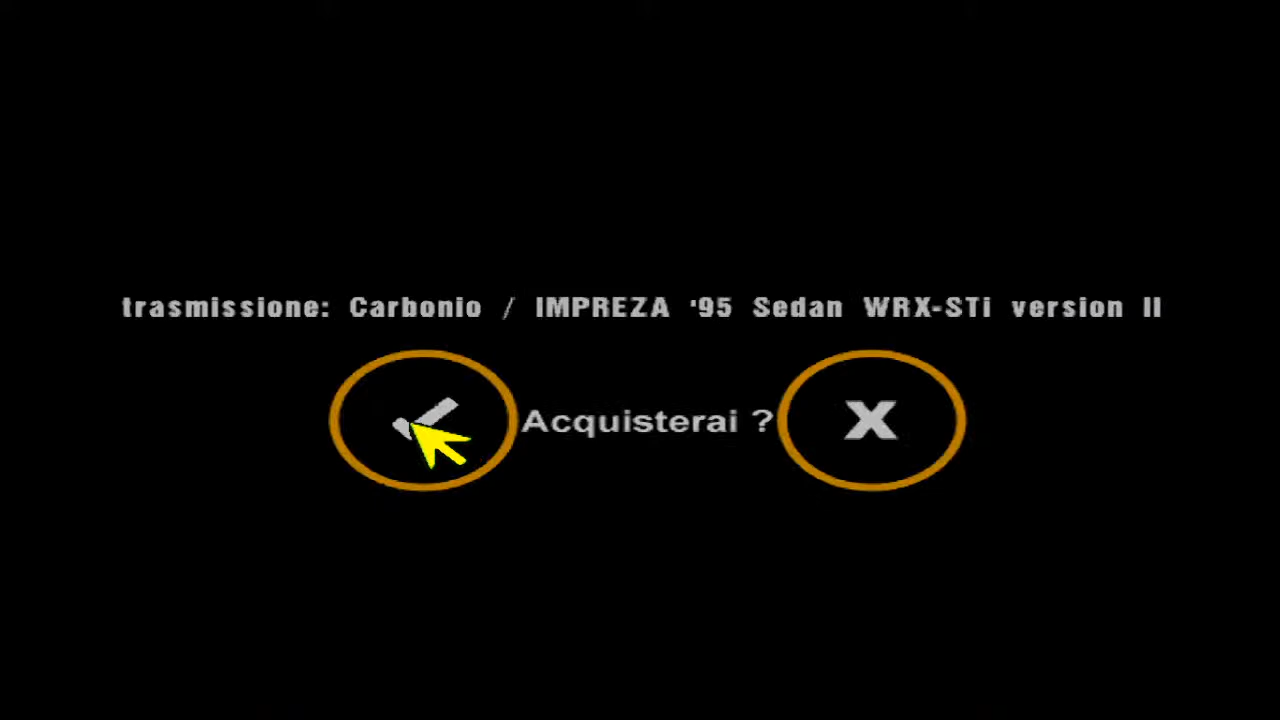 trasmissione: Carbonio / IMPREZA '95 Sedan WRX-STi version II
Acquisterai ? X